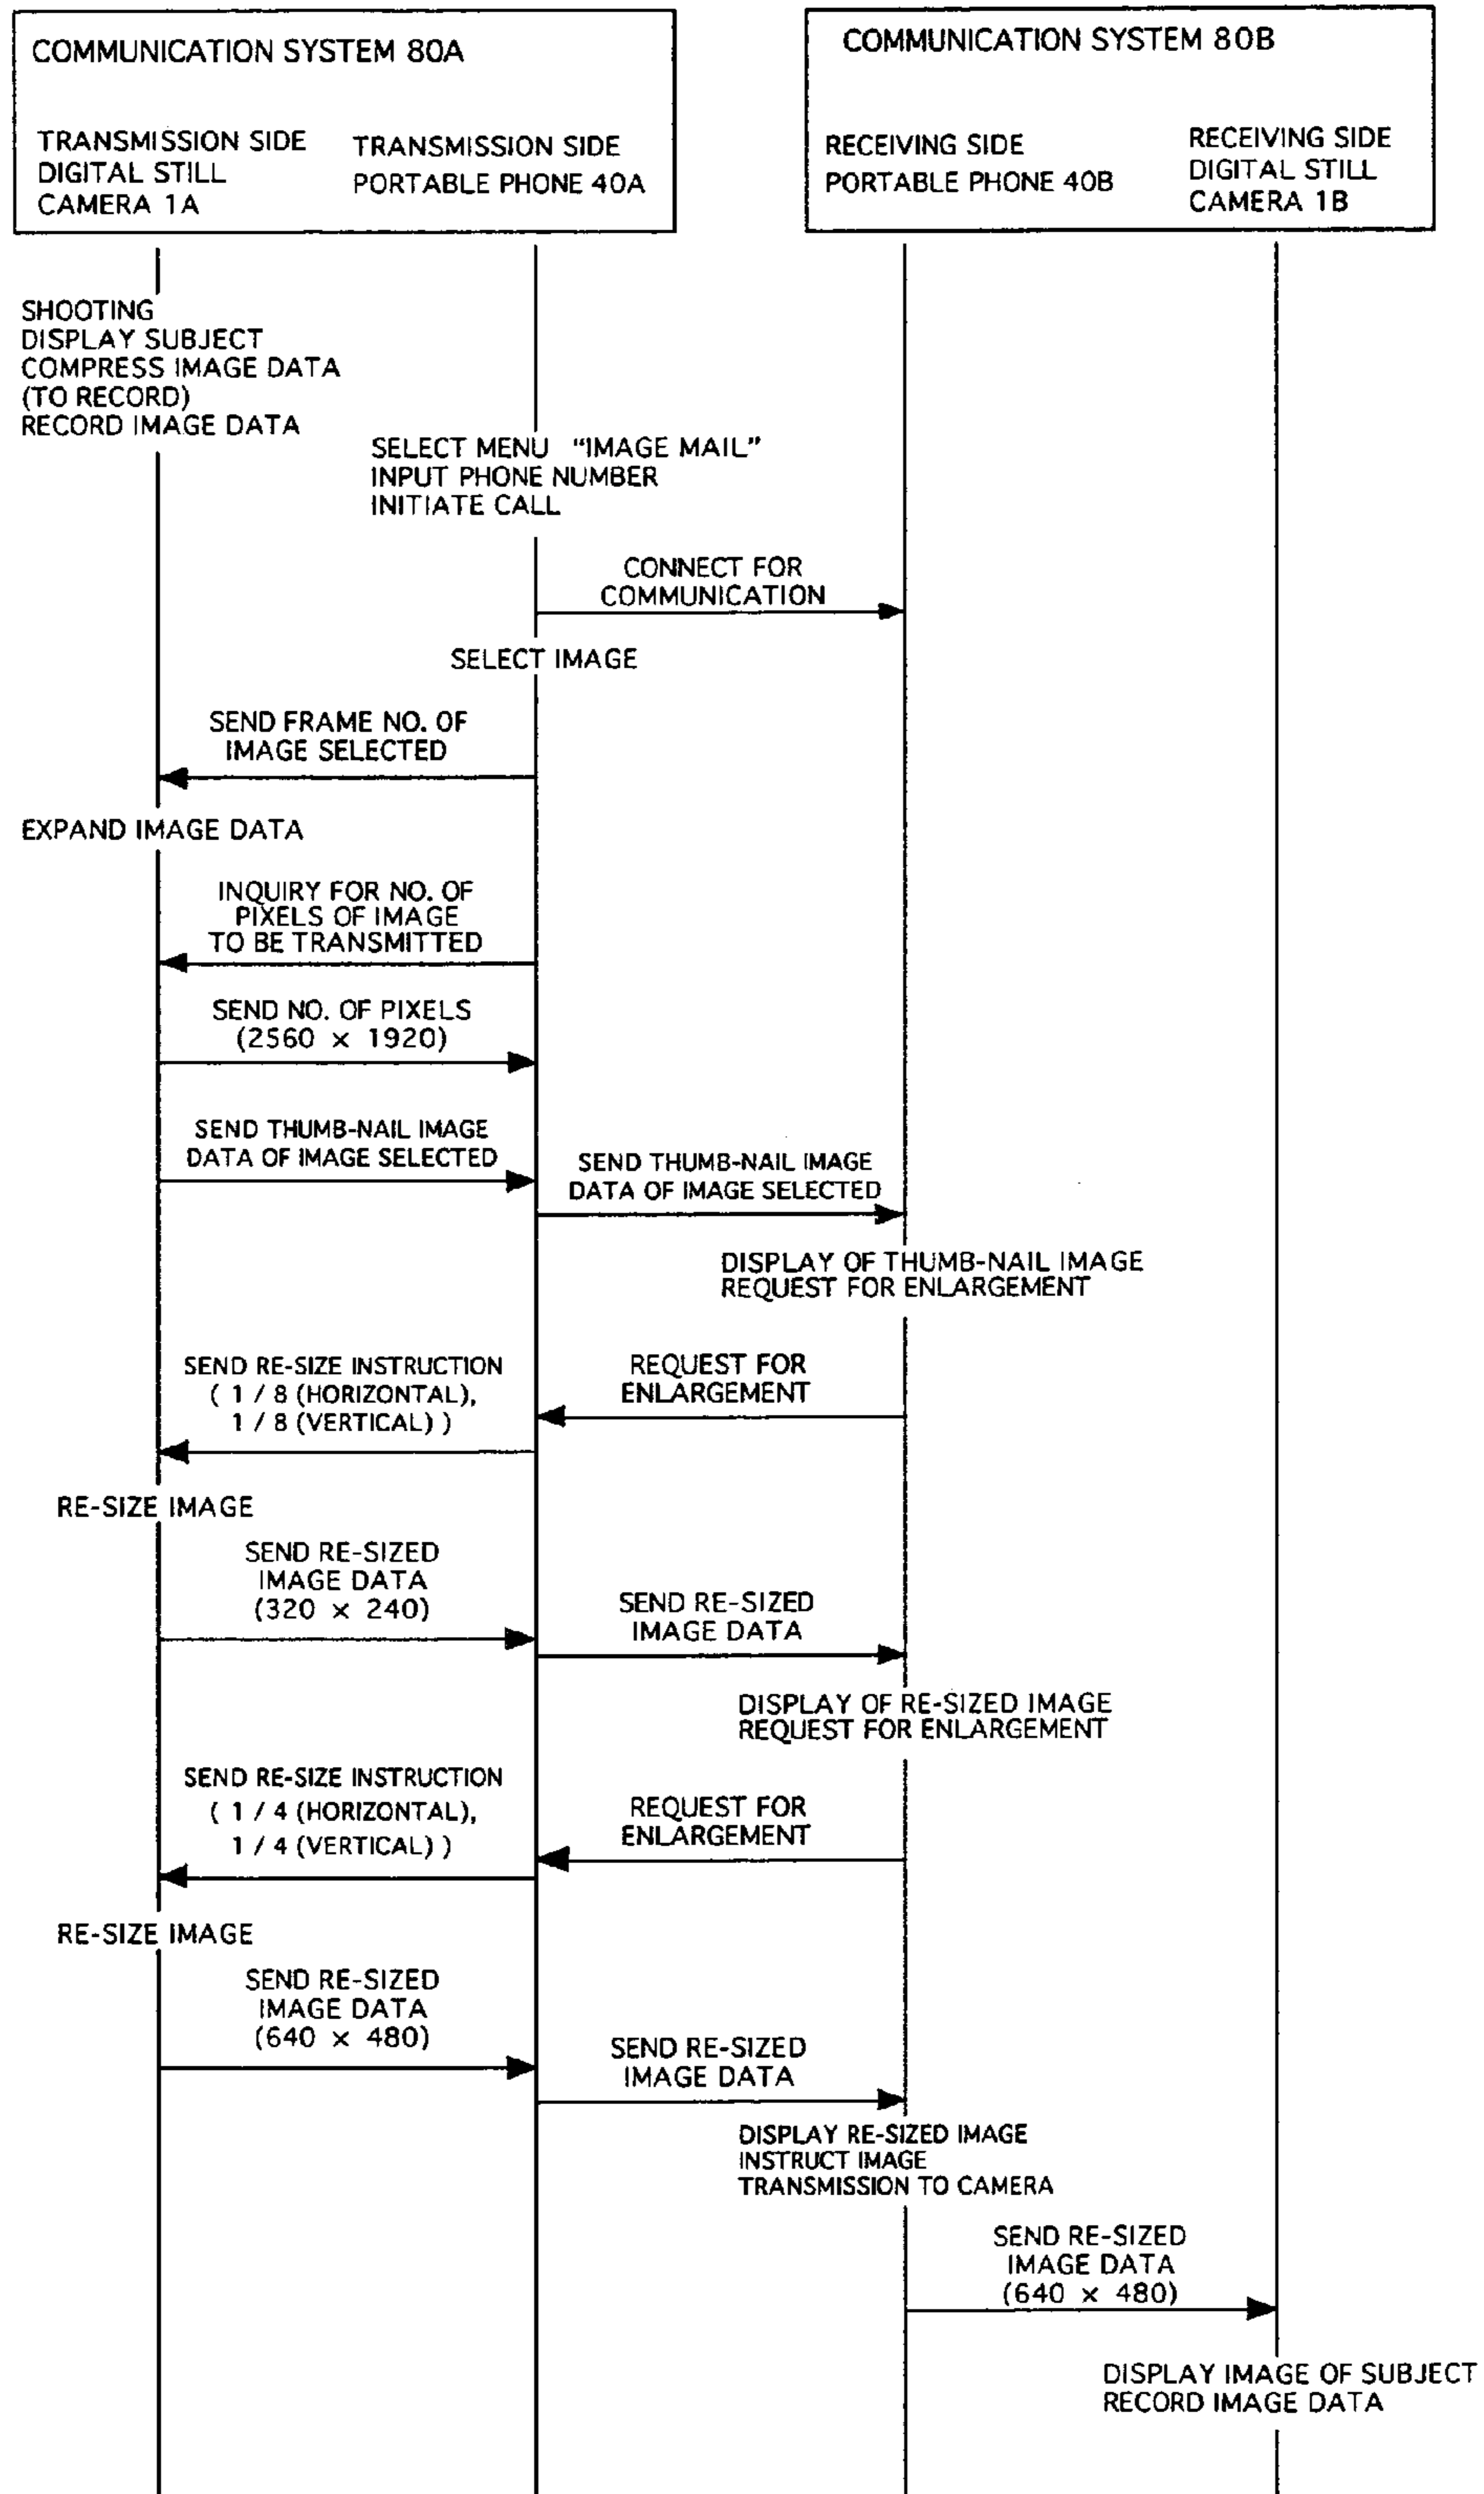 COMMUNICATION SYSTEM 80A
TRANSMISSION SIDE
DIGITAL STILL
CAMERA 1A
TRANSMISSION SIDE
PORTABLE PHONE 40A
COMMUNICATION SYSTEM 80B
RECEIVING SIDE
PORTABLE PHONE 40B
RECEIVING SIDE
DIGITAL STILL
CAMERA 1B
SHOOTING
DISPLAY SUBJECT
COMPRESS IMAGE DATA
(TO RECORD)
RECORD IMAGE DATA
SELECT MENU “IMAGE MAIL”
INPUT PHONE NUMBER
INITIATE CALL
CONNECT FOR
COMMUNICATION
SELECT IMAGE
SEND FRAME NO. OF
IMAGE SELECTED
EXPAND IMAGE DATA
INQUIRY FOR NO. OF
PIXELS OF IMAGE
TO BE TRANSMITTED
SEND NO. OF PIXELS
(2560 × 1920)
SEND THUMB-NAIL IMAGE
DATA OF IMAGE SELECTED
SEND THUMB-NAIL IMAGE
DATA OF IMAGE SELECTED
DISPLAY OF THUMB-NAIL IMAGE
REQUEST FOR ENLARGEMENT
REQUEST FOR
ENLARGEMENT
SEND RE-SIZE INSTRUCTION
( 1 / 8 (HORIZONTAL),
1 / 8 (VERTICAL) )
RE-SIZE IMAGE
SEND RE-SIZED
IMAGE DATA
(320 × 240)
SEND RE-SIZED
IMAGE DATA
DISPLAY OF RE-SIZED IMAGE
REQUEST FOR ENLARGEMENT
REQUEST FOR
ENLARGEMENT
SEND RE-SIZE INSTRUCTION
( 1 / 4 (HORIZONTAL),
1 / 4 (VERTICAL) )
RE-SIZE IMAGE
SEND RE-SIZED
IMAGE DATA
(640 × 480)
SEND RE-SIZED
IMAGE DATA
DISPLAY RE-SIZED IMAGE
INSTRUCT IMAGE
TRANSMISSION TO CAMERA
SEND RE-SIZED
IMAGE DATA
(640 × 480)
DISPLAY IMAGE OF SUBJECT
RECORD IMAGE DATA